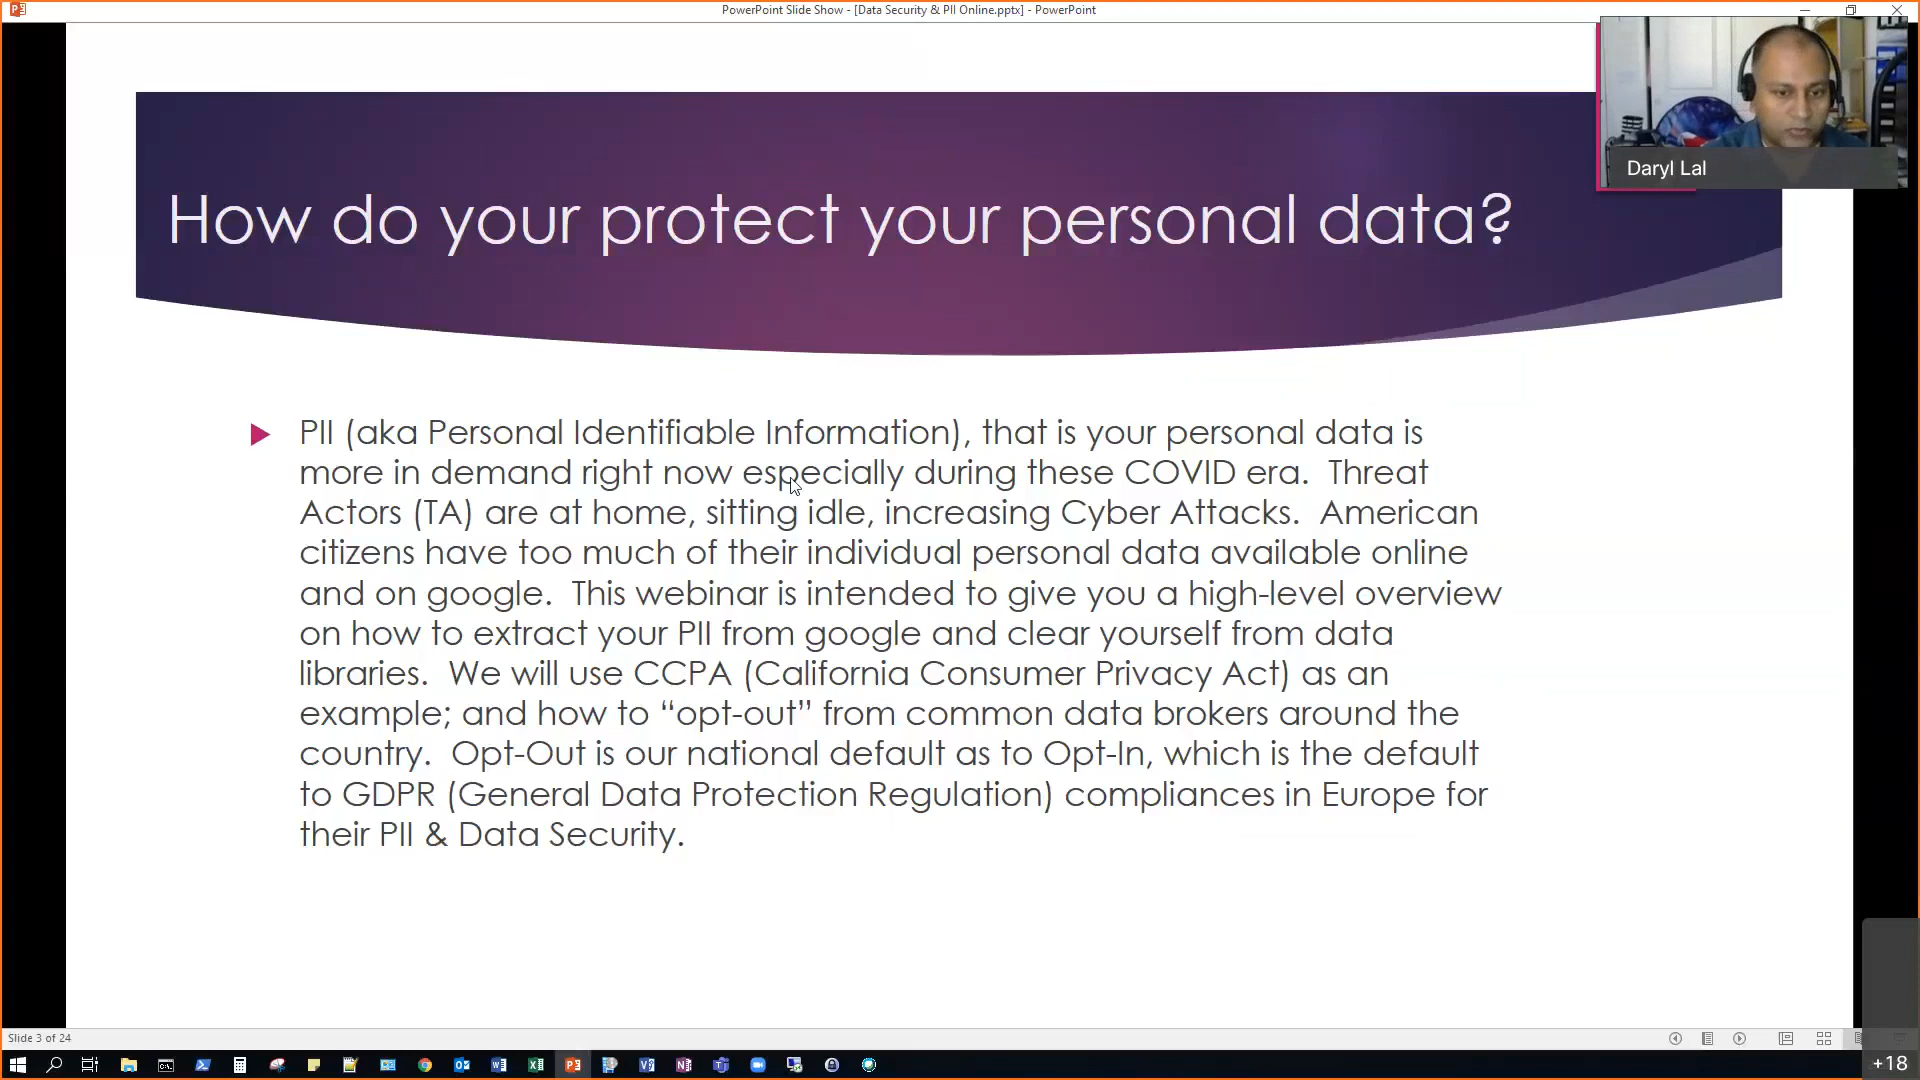 PowerPoint Slide Show - [Data Security & PII Online.pptx] - PowerPoint
Daryl Lal
How do your protect your personal data?
PII (aka Personal Identifiable Information), that is your personal data is
more in demand right now especially during these COVID era.  Threat
Actors (TA) are at home, sitting idle, increasing Cyber Attacks.  American
citizens have too much of their individual personal data available online
and on google.  This webinar is intended to give you a high-level overview
on how to extract your PII from google and clear yourself from data
libraries.  We will use CCPA (California Consumer Privacy Act) as an
example; and how to “opt-out” from common data brokers around the
country.  Opt-Out is our national default as to Opt-In, which is the default
to GDPR (General Data Protection Regulation) compliances in Europe for
their PII & Data Security.
Slide 3 of 24
+18